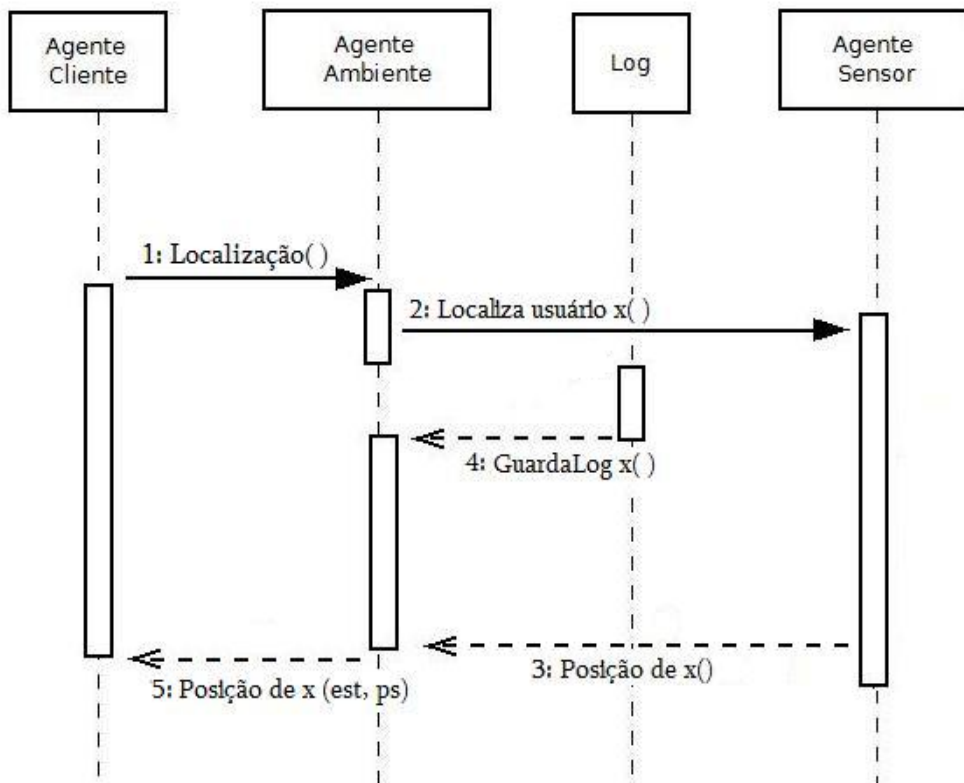 Agente
Cliente
Agente
Ambiente
Log
Agente
Sensor
1: Localização( )
2: Localiza usuário x( )
4: GuardaLog x( )
3: Posição de x()
5: Posição de x (est, ps)